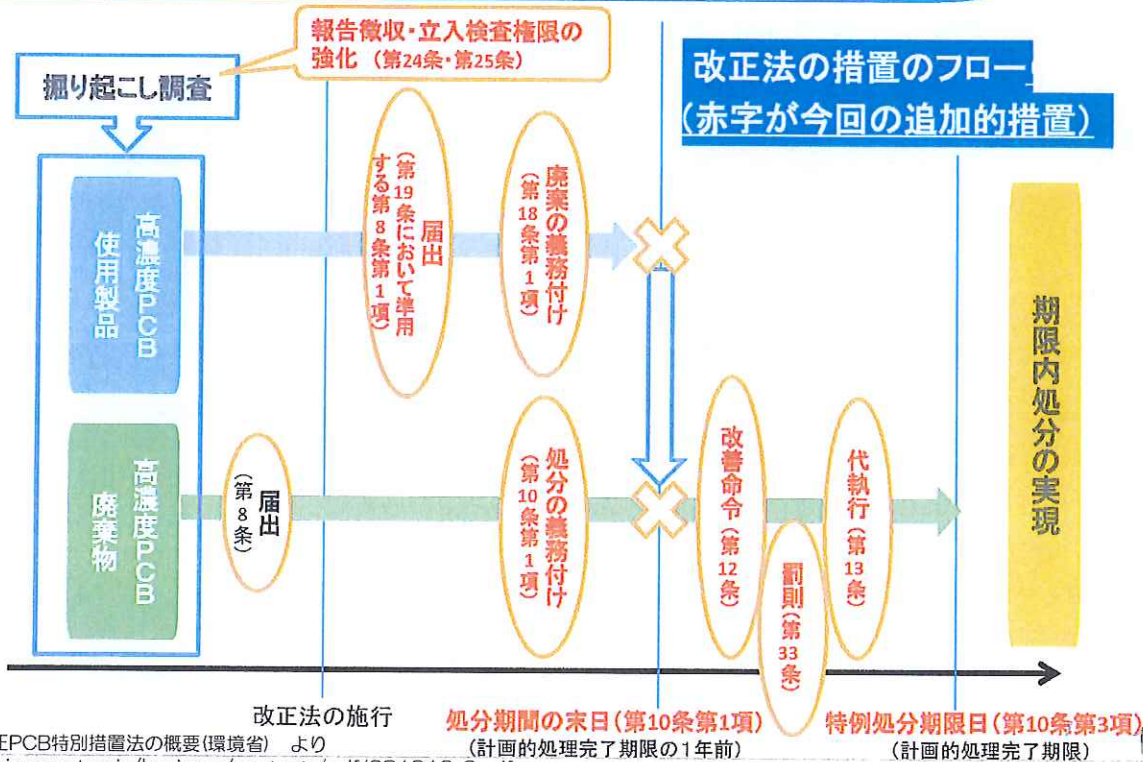 報告徴収・立入検査権限の
強化 (第24条・第25条)
掘り起こし調査
改正法の措置のフロー
(赤字が今回の追加的措置)
高濃度PCB
使用製品
届出
(第19条において準用
する第8条第1項)
廃棄の義務付け
(第18条第1項)
期限内処分の実現
高濃度PCB
廃棄物
届出
(第8条)
処分の義務付け
(第10条第1項)
改善命令(第12条)
罰則(第33条)
代執行(第13条)
改正法の施行
処分期間の末日(第10条第1項)
(計画的処理完了期限の1年前)
特例処分期限日(第10条第3項)
(計画的処理完了期限)
PCB特別措置法の概要(環境省) より